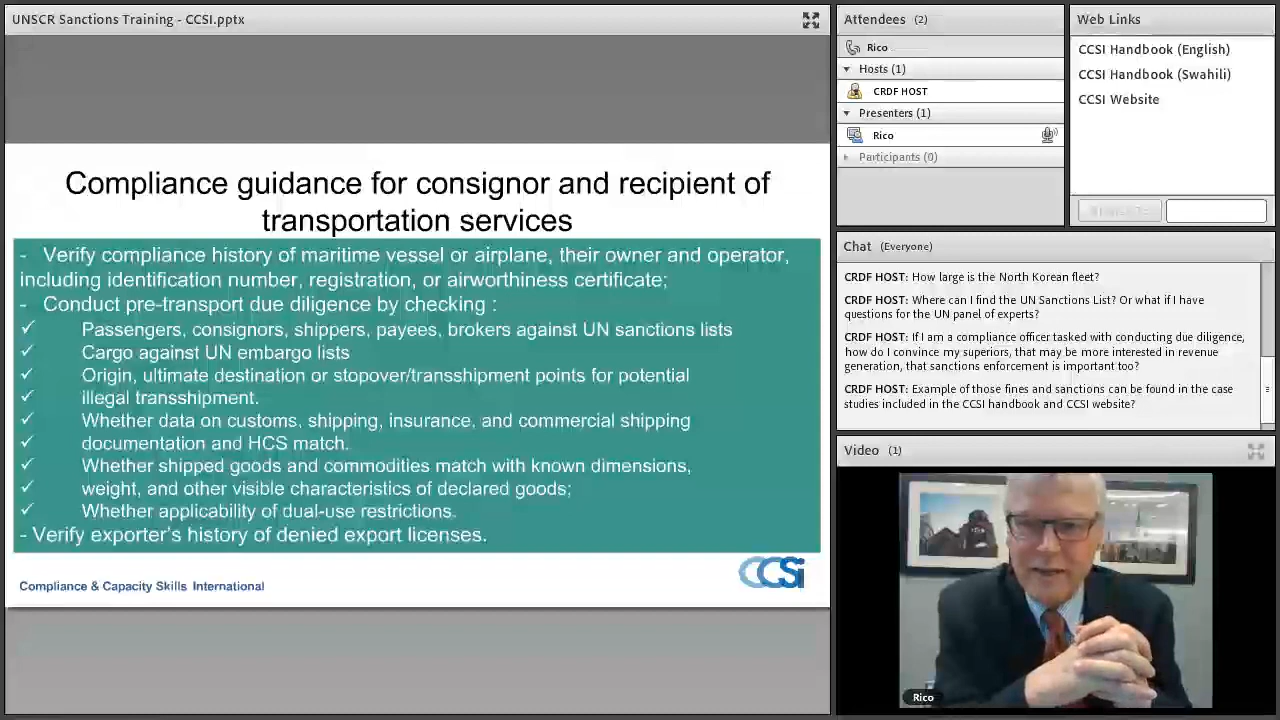 UNSCR Sanctions Training - CCSI.pptx
Compliance guidance for consignor and recipient of
transportation services
- Verify compliance history of maritime vessel or airplane, their owner and operator,
including identification number, registration, or airworthiness certificate;
- Conduct pre-transport due diligence by checking :
✓ Passengers, consignors, shippers, payees, brokers against UN sanctions lists
✓ Cargo against UN embargo lists
✓ Origin, ultimate destination or stopover/transshipment points for potential
✓ illegal transshipment.
✓ Whether data on customs, shipping, insurance, and commercial shipping
✓ documentation and HCS match.
✓ Whether shipped goods and commodities match with known dimensions,
✓ weight, and other visible characteristics of declared goods;
✓ Whether applicability of dual-use restrictions.
- Verify exporter's history of denied export licenses.
Compliance & Capacity Skills International
CCSi
Attendees (2)
Rico
Hosts (1)
CRDF HOST
Presenters (1)
Rico
Participants (0)
Web Links
CCSI Handbook (English)
CCSI Handbook (Swahili)
CCSI Website
Chat (Everyone)
CRDF HOST: How large is the North Korean fleet?
CRDF HOST: Where can I find the UN Sanctions List? Or what if I have
questions for the UN panel of experts?
CRDF HOST: If I am a compliance officer tasked with conducting due diligence,
how do I convince my superiors, that may be more interested in revenue
generation, that sanctions enforcement is important too?
CRDF HOST: Example of those fines and sanctions can be found in the case
studies included in the CCSI handbook and CCSI website?
Video (1)
Rico